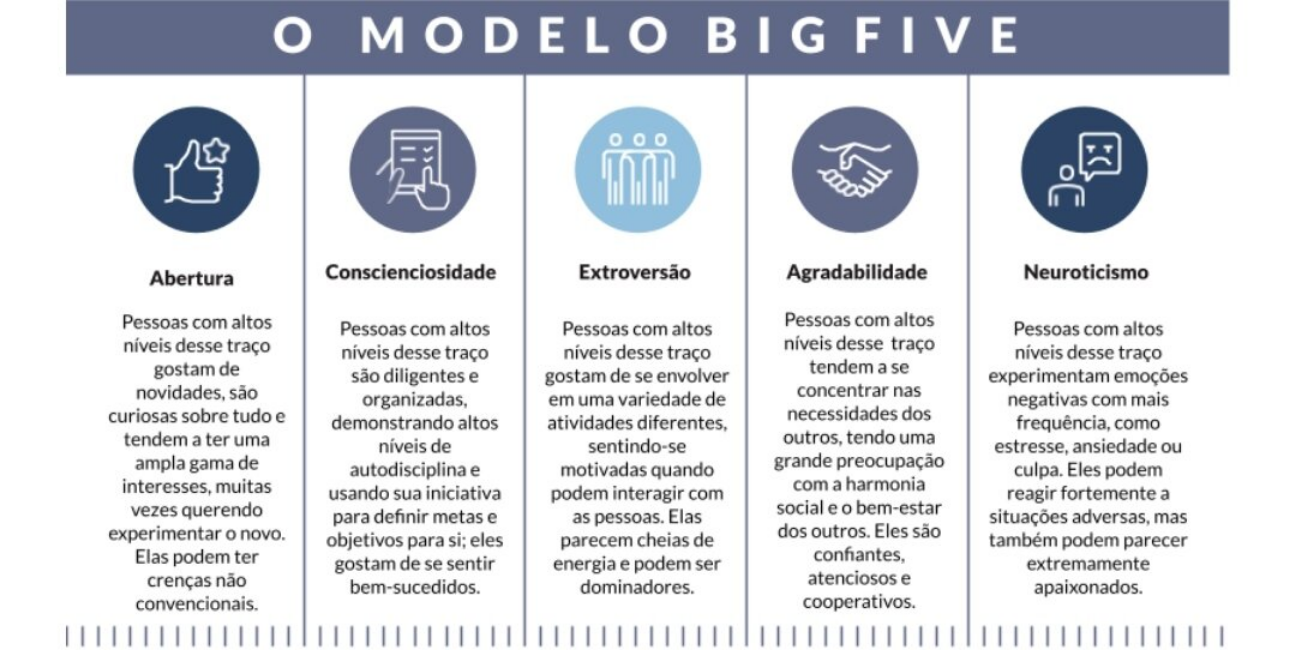 O MODELO BIG FIVE
Abertura
Pessoas com altos
níveis desse traço
gostam de
novidades, são
curiosas sobre tudo e
tendem a ter uma
ampla gama de
interesses, muitas
vezes querendo
experimentar o novo.
Elas podem ter
crenças não
convencionais.
Conscienciosidade
Pessoas com altos
níveis desse traço
são diligentes e
organizadas,
demonstrando altos
níveis de
autodisciplina e
usando sua iniciativa
para definir metas e
objetivos para si; eles
gostam de se sentir
bem-sucedidos.
Extroversão
Pessoas com altos
níveis desse traço
gostam de se envolver
em uma variedade de
atividades diferentes,
sentindo-se
motivadas quando
podem interagir com
as pessoas. Elas
parecem cheias de
energia e podem ser
dominadores.
Agradabilidade
Pessoas com altos
níveis desse traço
tendem a se
concentrar nas
necessidades dos
outros, tendo uma
grande preocupação
com a harmonia
social e o bem-estar
dos outros. Eles são
confiantes,
atenciosos e
cooperativos.
Neuroticismo
Pessoas com altos
níveis desse traço
experimentam emoções
negativas com mais
frequência, como
estresse, ansiedade ou
culpa. Eles podem
reagir fortemente a
situações adversas, mas
também podem parecer
extremamente
apaixonados.